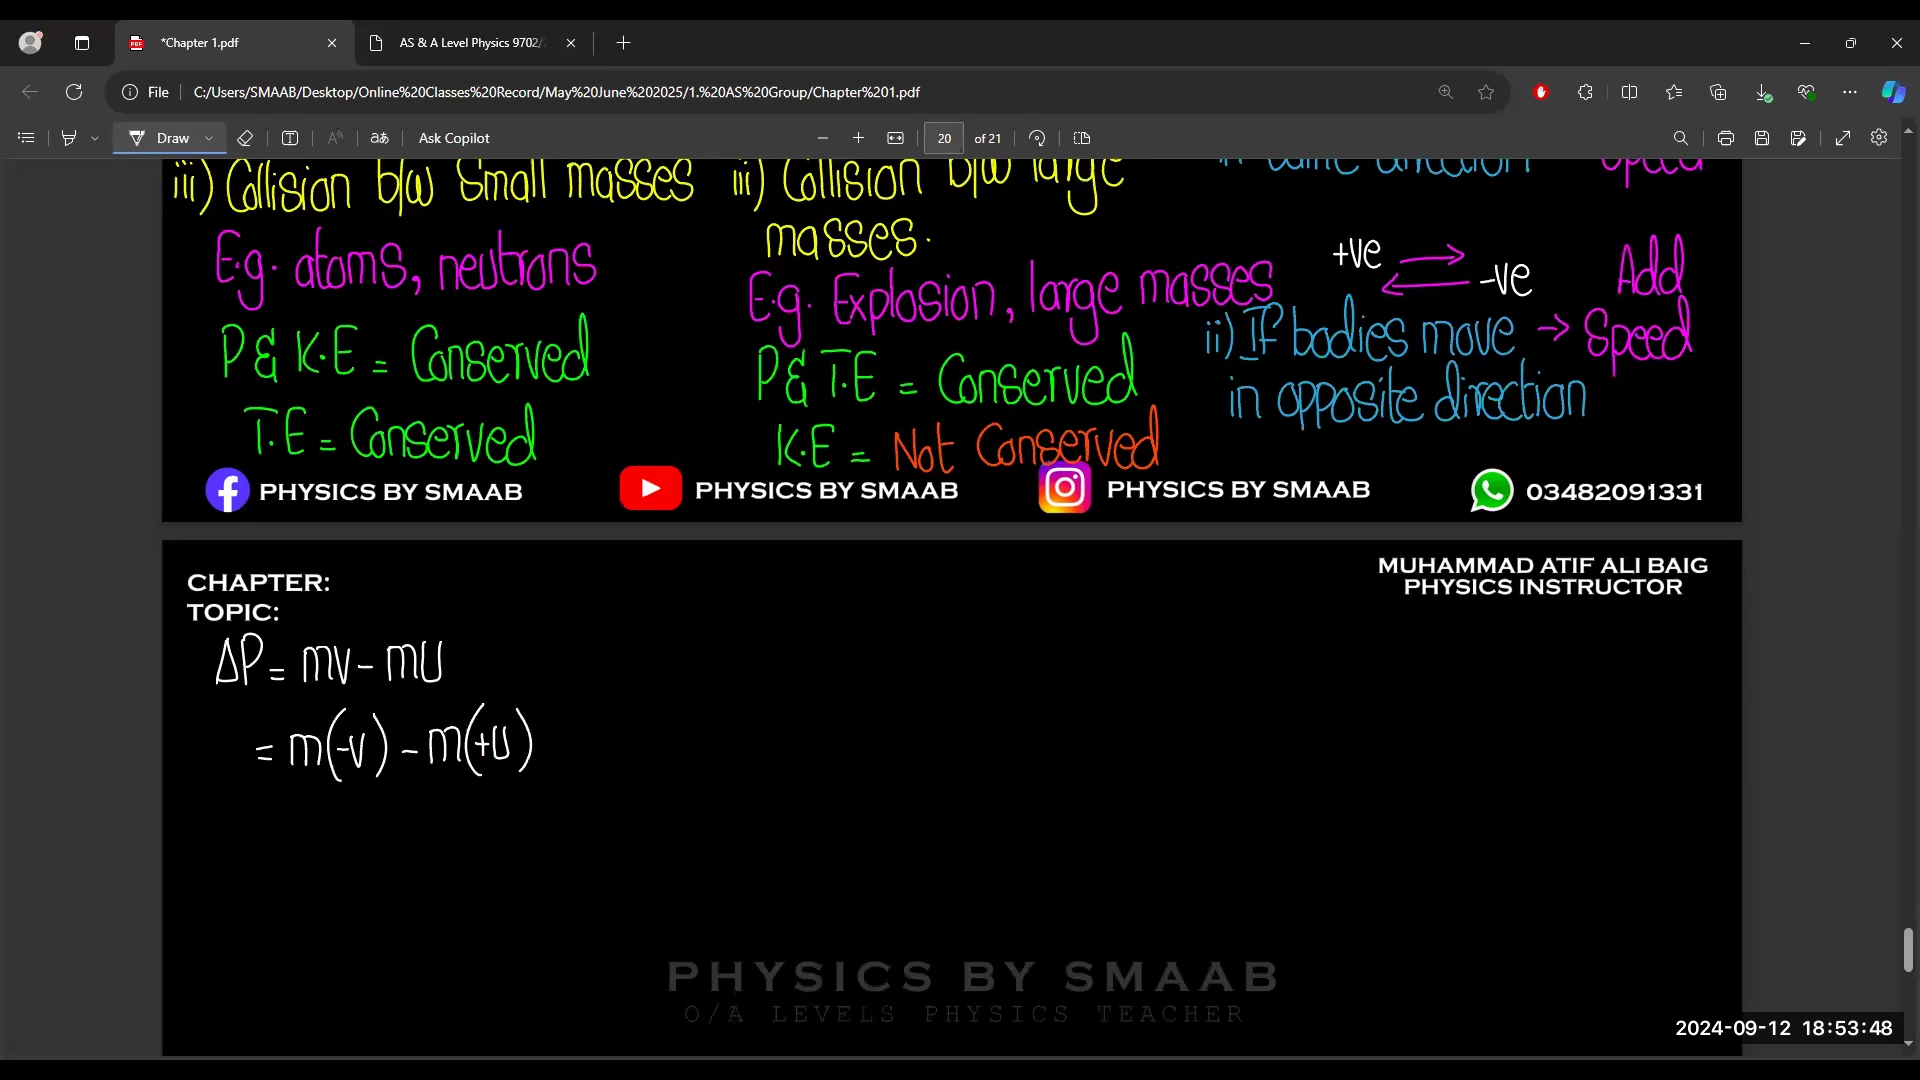 *Chapter 1.pdf
AS & A Level Physics 9702/
File
C:/Users/SMAAB/Desktop/Online%20Classes%20Record/May%20June%202025/1.%20AS%20Group/Chapter%201.pdf
Draw
Ask Copilot
20 of 21
iii) Collision b/w Small masses
E.g. atoms, neutrons
P & K.E = Conserved
T.E = Conserved
iii) Collision b/w large
masses.
E.g. Explosion, large masses
P & T.E = Conserved
K.E = Not Conserved
in same direction
Speed
+ve
-ve
ii) If bodies move → Add Speed
in opposite direction
PHYSICS BY SMAAB
PHYSICS BY SMAAB
PHYSICS BY SMAAB
03482091331
CHAPTER:
TOPIC:
MUHAMMAD ATIF ALI BAIG
PHYSICS INSTRUCTOR
ΔP = mv - mU
= m(-v) - m(+U)
PHYSICS BY SMAAB
O/A LEVELS PHYSICS TEACHER
2024-09-12 18:53:48